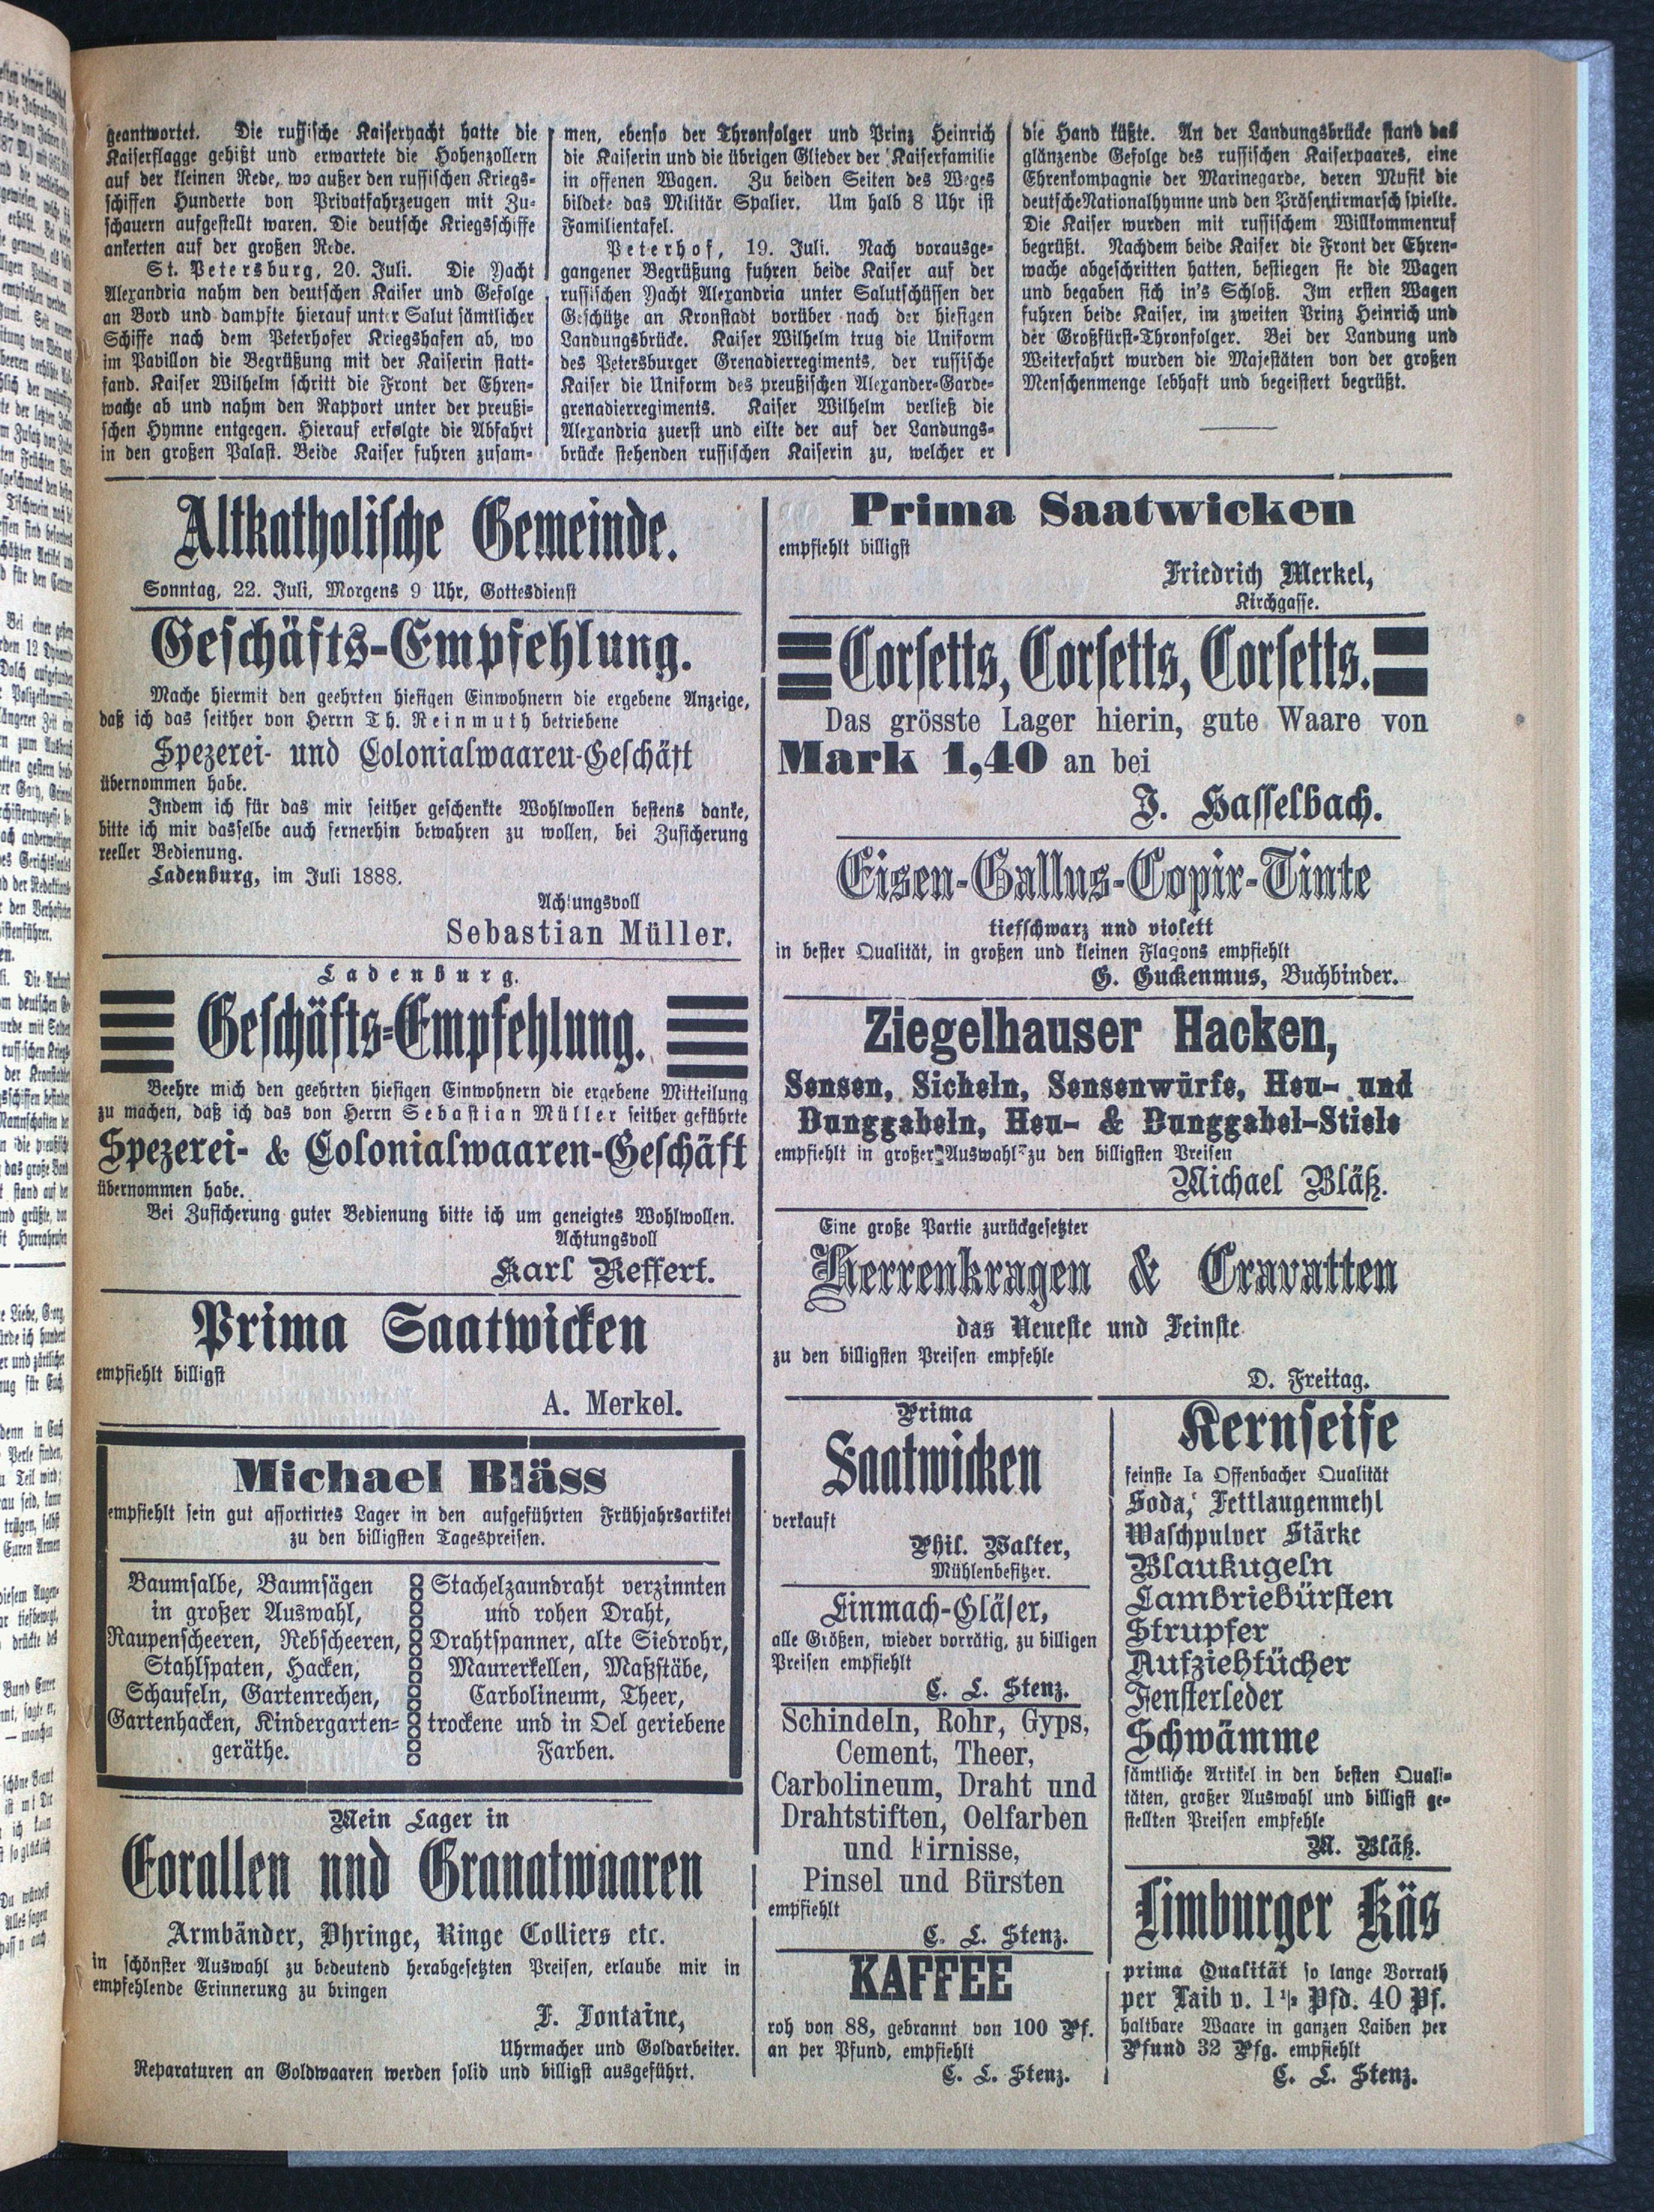 geantwortet. Die russische Kaiseryacht hatte die
Kaiserflagge gehißt und erwartete die Hohenzollern
auf der kleinen Rede, wo außer den russischen Kriegs-
schiffen Hunderte von Privatfahrzeugen mit Zu-
schauern aufgestellt waren. Die deutsche Kriegsschiffe
ankerten auf der großen Rede.
St. Petersburg, 20. Juli. Die Yacht
Alexandria nahm den deutschen Kaiser und Gefolge
an Bord und dampfte hierauf unter Salut sämtlicher
Schiffe nach dem Peterhofer Kriegshafen ab, wo
im Pavillon die Begrüßung mit der Kaiserin statt-
fand. Kaiser Wilhelm schritt die Front der Ehren-
wache ab und nahm den Rapport unter der preußi-
schen Hymne entgegen. Hierauf erfolgte die Abfahrt
in den großen Palast. Beide Kaiser fuhren zusam-
men, ebenso der Thronfolger und Prinz Heinrich
die Kaiserin und die übrigen Glieder der Kaiserfamilie
in offenen Wagen. Zu beiden Seiten des Weges
bildete das Militär Spalier. Um halb 8 Uhr ist
Familientafel.
Peterhof, 19. Juli. Nach vorausge-
gangener Begrüßung fuhren beide Kaiser auf der
russischen Yacht Alexandria unter Salutschüssen der
Geschütze an Kronstadt vorüber nach der hiesigen
Landungsbrücke. Kaiser Wilhelm trug die Uniform
des Petersburger Grenadierregiments, der russische
Kaiser die Uniform des preußischen Alexander-Garde-
grenadierregiments. Kaiser Wilhelm verließ die
Alexandria zuerst und eilte der auf der Landungs-
brücke stehenden russischen Kaiserin zu, welcher er
die Hand küßte. An der Landungsbrücke stand das
glänzende Gefolge des russischen Kaiserpaares, eine
Ehrenkompagnie der Marinegarde, deren Musik die
deutsche Nationalhymne und den Präsentirmarsch spielte.
Die Kaiser wurden mit russischem Willkommenruf
begrüßt. Nachdem beide Kaiser die Front der Ehren-
wache abgeschritten hatten, bestiegen sie die Wagen
und begaben sich in's Schloß. Im ersten Wagen
fuhren beide Kaiser, im zweiten Prinz Heinrich und
der Großfürst-Thronfolger. Bei der Landung und
Weiterfahrt wurden die Majestäten von der großen
Menschenmenge lebhaft und begeistert begrüßt.
Altkatholische Gemeinde.
Sonntag, 22. Juli, Morgens 9 Uhr, Gottesdienst
Geschäfts-Empfehlung.
Mache hiermit den geehrten hiesigen Einwohnern die ergebene Anzeige,
daß ich das seither von Herrn Th. Reinmuth betriebene
Spezerei- und Colonialwaaren-Geschäft
übernommen habe.
Indem ich für das mir seither geschenkte Wohlwollen bestens danke,
bitte ich mir dasselbe auch fernerhin bewahren zu wollen, bei Zusicherung
reeller Bedienung.
Ladenburg, im Juli 1888.
Achtungsvoll
Sebastian Müller.
Ladenburg.
Geschäfts-Empfehlung.
Beehre mich den geehrten hiesigen Einwohnern die ergebene Mitteilung
zu machen, daß ich das von Herrn Sebastian Müller seither geführte
Spezerei- & Colonialwaaren-Geschäft
übernommen habe.
Bei Zusicherung guter Bedienung bitte ich um geneigtes Wohlwollen.
Achtungsvoll
Karl Reffert.
Prima Saatwicken
empfiehlt billigst
A. Merkel.
Michael Bläss
empfiehlt sein gut assortirtes Lager in den aufgeführten Frühjahrsartikel
zu den billigsten Tagespreisen.
Baumsalbe, Baumsägen
in großer Auswahl,
Raupenscheeren, Rebscheeren,
Stahlspaten, Hacken,
Schaufeln, Gartenrechen,
Gartenhacken, Kindergarten-
geräthe.
Stachelzaundraht verzinnten
und rohen Draht,
Drahtspanner, alte Siedrohr,
Maurerkellen, Maßstäbe,
Carbolineum, Theer,
trockene und in Oel geriebene
Farben.
Mein Lager in
Corallen nnd Granatwaaren
Armbänder, Ohringe, Ringe Colliers etc.
in schönster Auswahl zu bedeutend herabgesetzten Preisen, erlaube mir in
empfehlende Erinnerung zu bringen
F. Fontaine,
Uhrmacher und Goldarbeiter.
Reparaturen an Goldwaaren werden solid und billigst ausgeführt.
Prima Saatwicken
empfiehlt billigst
Friedrich Merkel,
Kirchgasse.
Corsetts, Corsetts, Corsetts.
Das grösste Lager hierin, gute Waare von
Mark 1,40 an bei
J. Hasselbach.
Eisen-Gallus-Copir-Tinte
tiefschwarz und violett
in bester Qualität, in großen und kleinen Flagons empfiehlt
G. Guckenmus, Buchbinder.
Ziegelhauser Hacken,
Sensen, Sicheln, Sensenwürfe, Heu- und
Dunggabeln, Heu- & Dunggabel-Stiele
empfiehlt in großer Auswahl zu den billigsten Preisen
Michael Bläß.
Eine große Partie zurückgesetzter
Herrenkragen & Cravatten
das Neueste und Feinste
zu den billigsten Preisen empfehle
D. Freitag.
Prima
Saatwicken
verkauft
Phil. Walter,
Mühlenbesitzer.
Einmach-Gläser,
alle Größen, wieder vorrätig, zu billigen
Preisen empfiehlt
C. L. Stenz.
Schindeln, Rohr, Gyps,
Cement, Theer,
Carbolineum, Draht und
Drahtstiften, Oelfarben
und Firnisse,
Pinsel und Bürsten
empfiehlt
C. L. Stenz.
KAFFEE
roh von 88, gebrannt von 100 Pf.
an per Pfund, empfiehlt
C. L. Stenz.
Kernseife
feinste Ia Offenbacher Qualität
Soda, Fettlaugenmehl
Waschpulver Stärke
Blaukugeln
Lambriebürsten
Strupfer
Aufziehtücher
Fensterleder
Schwämme
sämtliche Artikel in den besten Quali-
täten, großer Auswahl und billigst ge-
stellten Preisen empfehle
M. Bläß.
Limburger Käs
prima Qualität so lange Vorrath
per Laib v. 1½ Pfd. 40 Pf.
haltbare Waare in ganzen Laiben per
Pfund 32 Pfg. empfiehlt
C. L. Stenz.